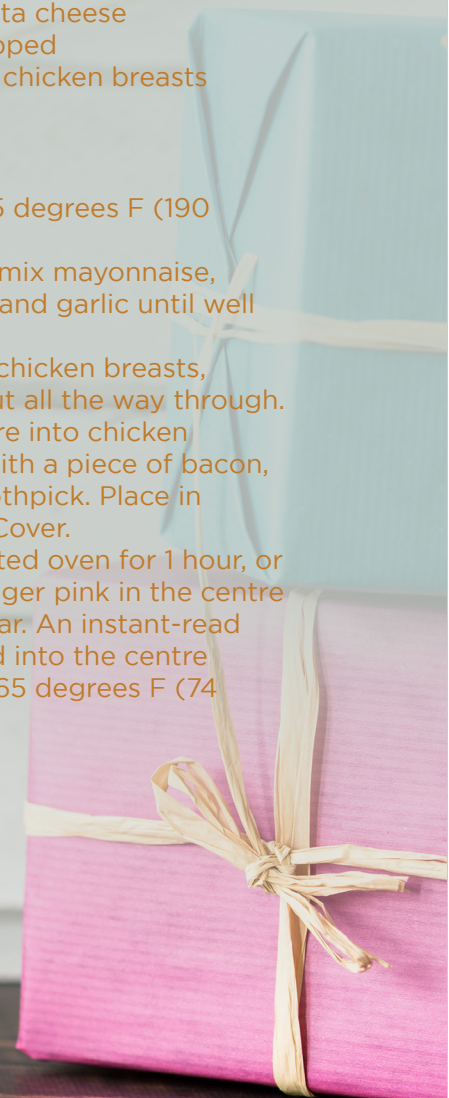 ta cheese
pped
chicken breasts
5 degrees F (190
mix mayonnaise,
and garlic until well
chicken breasts,
ut all the way through.
re into chicken
ith a piece of bacon,
othpick. Place in
Cover.
ted oven for 1 hour, or
ger pink in the centre
ar. An instant-read
d into the centre
65 degrees F (74